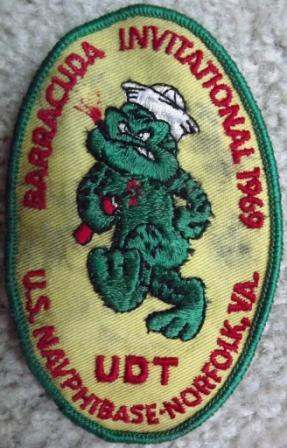 BARRACUDA INVITATIONAL 1969
UDT
U.S. NAVPHIBASE-NORFOLK, VA.